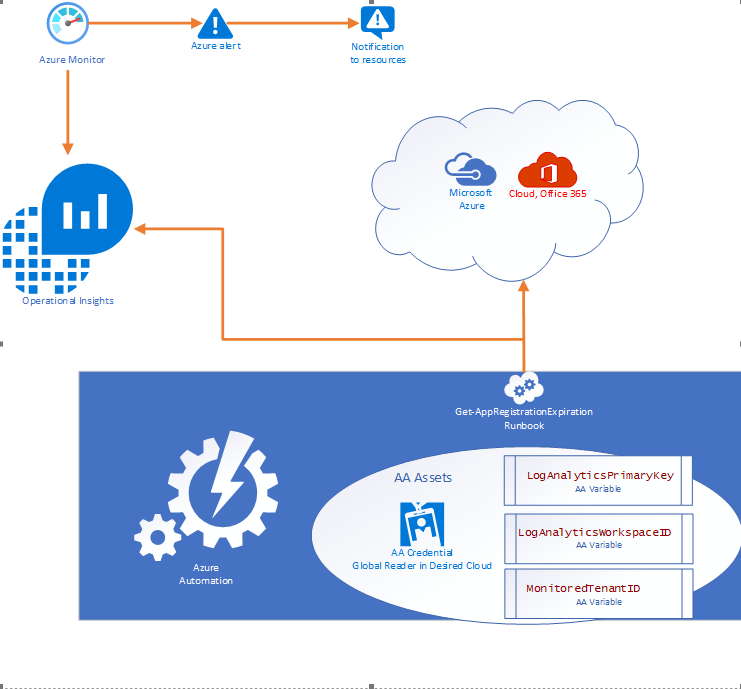 Azure Monitor
Azure alert
Notification
to resources
Microsoft
Azure
Cloud, Office 365
Operational Insights
Get-AppRegistrationExpiration
Runbook
AA Assets
LogAnalyticsPrimaryKey
AA Variable
LogAnalyticsWorkspaceID
AA Variable
AA Credential
Global Reader in Desired Cloud
MonitoredTenantID
AA Variable
Azure
Automation